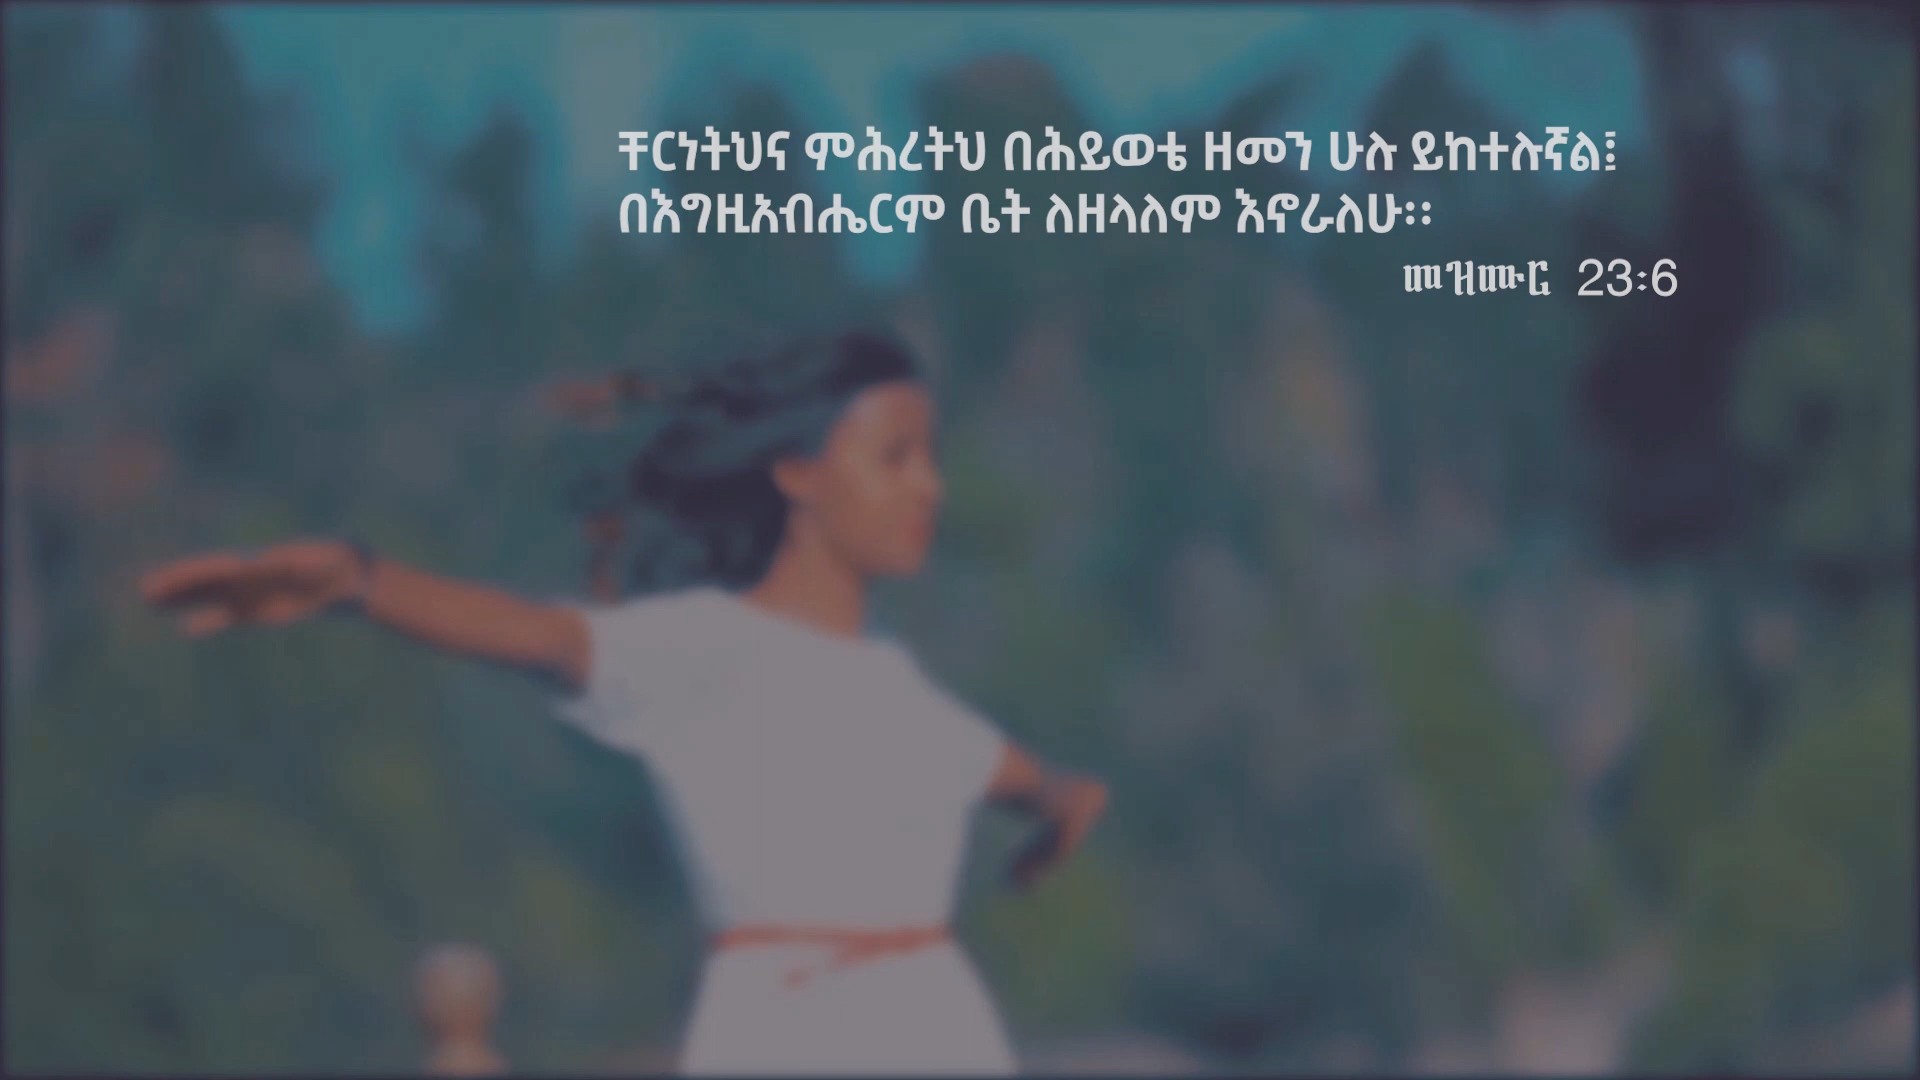 ቸርነትህና ምሕረትህ በሕይወቴ ዘመን ሁሉ ይከተሉኛል፤
በእግዚአብሔርም ቤት ለዘላለም እኖራለሁ።
መዝሙር 23፡6